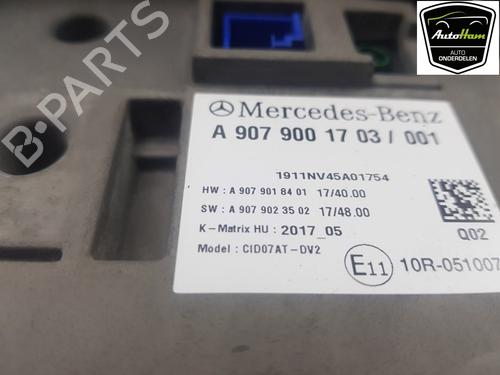 AutoHam
AUTO
ONDERDELEN
Mercedes-Benz
A 907 900 17 03 / 001
1911NV45A01754
HW : A 907 901 84 01 17/40.00
SW : A 907 902 35 02 17/48.00
K-Matrix HU : 2017_05
Model : CID07AT-DV2
Q02
E11 10R-051007
B-PARTS